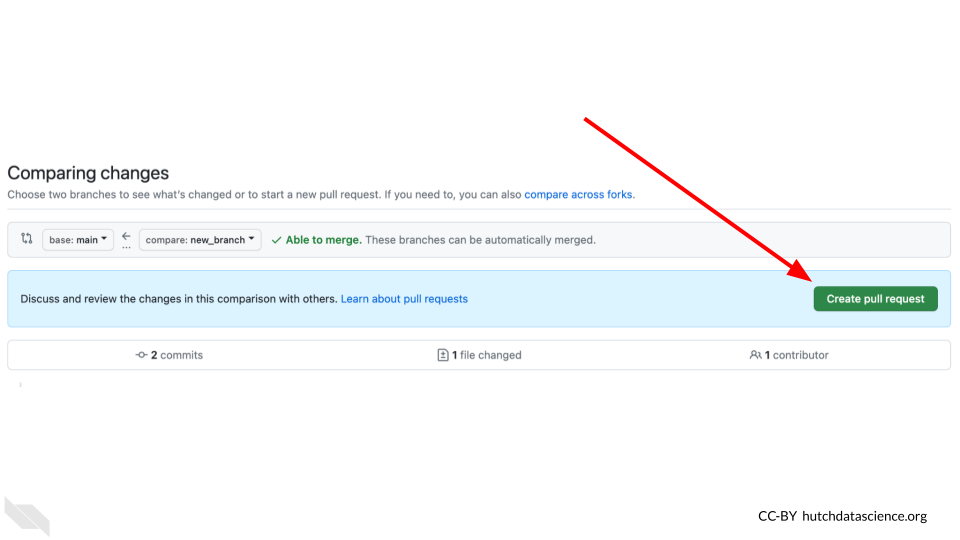 Comparing changes
Choose two branches to see what's changed or to start a new pull request. If you need to, you can also compare across forks.
base: main ... compare: new_branch Able to merge. These branches can be automatically merged.
Discuss and review the changes in this comparison with others. Learn about pull requests Create pull request
2 commits 1 file changed 1 contributor
CC-BY hutchdatascience.org